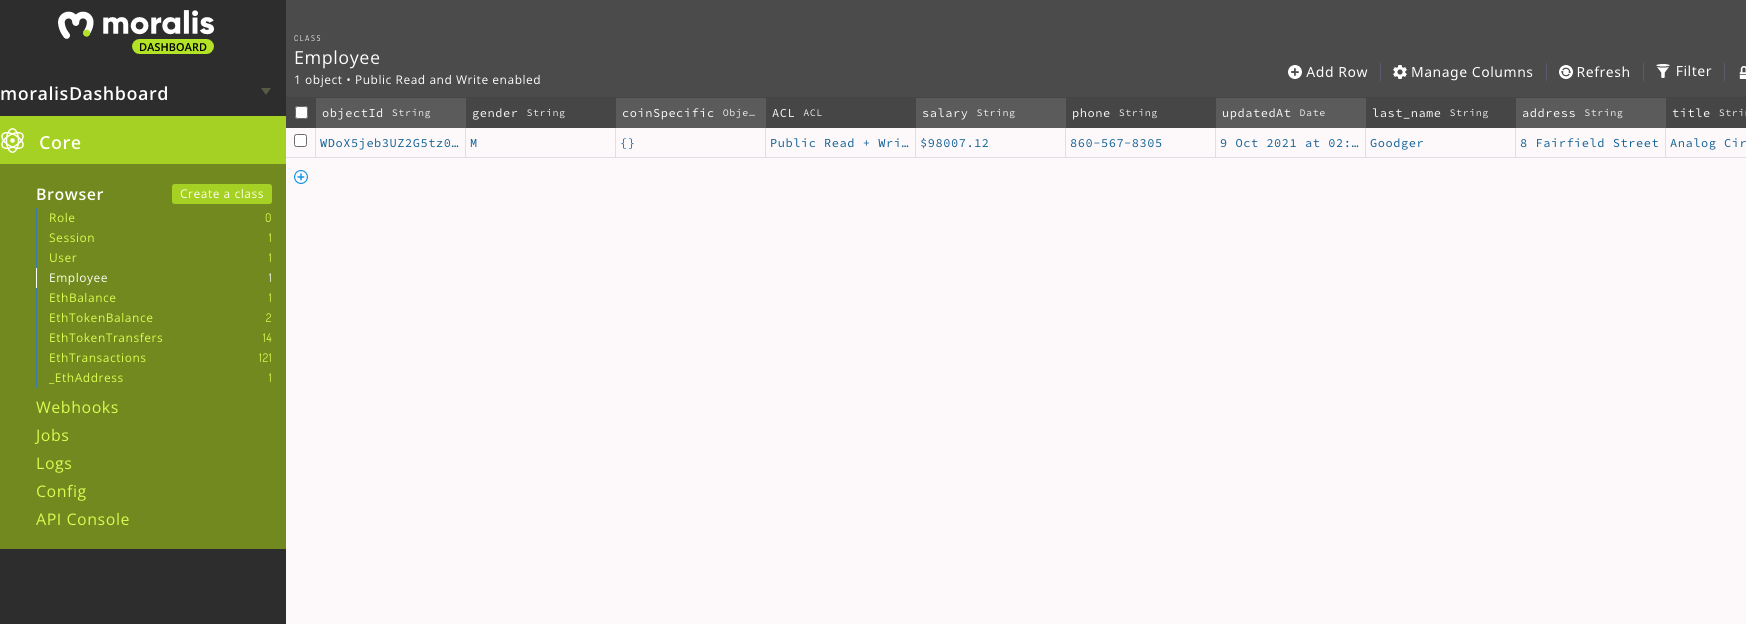 moralis
DASHBOARD
moralisDashboard
Core
Browser Create a class
Role 0
Session 1
User 1
Employee 1
EthBalance 1
EthTokenBalance 2
EthTokenTransfers 14
EthTransactions 121
_EthAddress 1
Webhooks
Jobs
Logs
Config
API Console
CLASS
Employee
1 object • Public Read and Write enabled
Add Row Manage Columns Refresh Filter
objectId String gender String coinSpecific Obje… ACL ACL salary String phone String updatedAt Date last_name String address String title Stri
WDoX5jeb3UZ2G5tz0… M {} Public Read + Wri… $98007.12 860-567-8305 9 Oct 2021 at 02:… Goodger 8 Fairfield Street Analog Cir